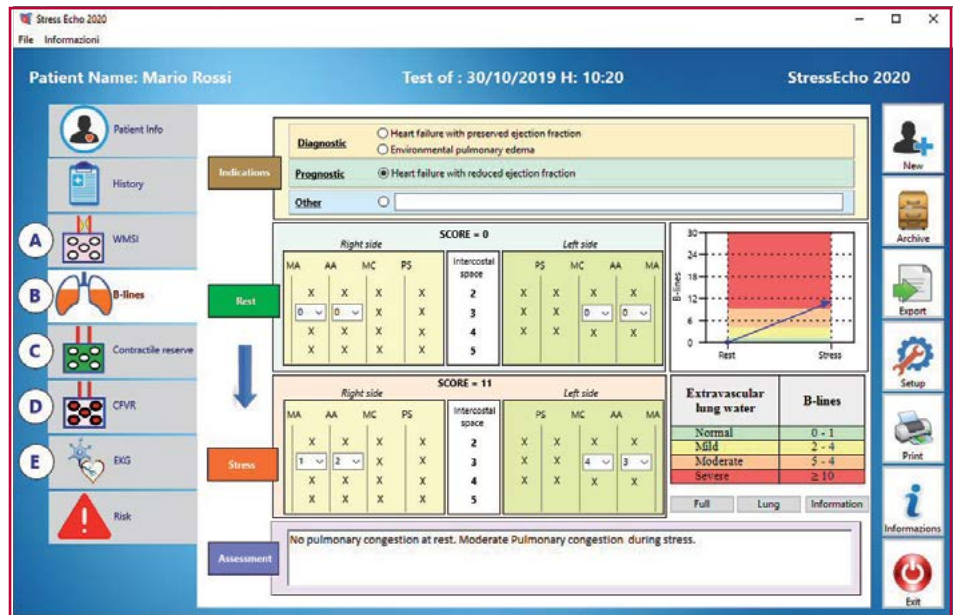 Stress Echo 2020
File Informazioni
Patient Name: Mario Rossi Test of : 30/10/2019 H: 10:20 StressEcho 2020
Patient Info
History
A WMSI
B B-lines
C Contractile reserve
D CFVR
E EKG
Risk
Indications
Diagnostic
Heart failure with preserved ejection fraction
Environmental pulmonary edema
Prognostic Heart failure with reduced ejection fraction
Other
Rest
SCORE = 0
Right side Left side
MA AA MC PS Intercostal space PS MC AA MA
X X X X 2 X X X X
0 0 X X 3 X X 0 0
X X X X 4 X X X X
X X X X 5
B-lines
30
24
18
12
6
0
Rest Stress
Stress
SCORE = 11
Right side Left side
MA AA MC PS Intercostal space PS MC AA MA
X X X X 2 X X X X
1 2 X X 3 X X 4 3
X X X X 4 X X X X
X X X X 5
Extravascular lung water B-lines
Normal 0 - 1
Mild 2 - 4
Moderate 5 - 4
Severe ≥ 10
Full Lung Information
Assessment
No pulmonary congestion at rest. Moderate Pulmonary congestion during stress.
New
Archive
Export
Setup
Print
Informazions
Exit